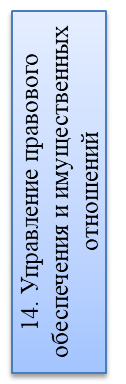 14. Управление правового
обеспечения и имущественных
отношений